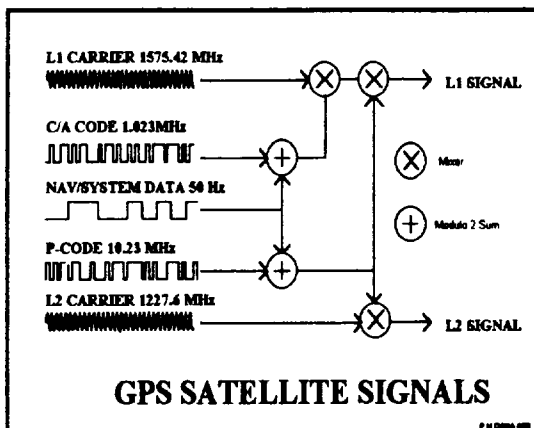 L1 CARRIER 1575.42 MHz
L1 SIGNAL
C/A CODE 1.023MHz
Mixer
NAV/SYSTEM DATA 50 Hz
Modulo 2 Sum
P-CODE 10.23 MHz
L2 CARRIER 1227.6 MHz
L2 SIGNAL
GPS SATELLITE SIGNALS